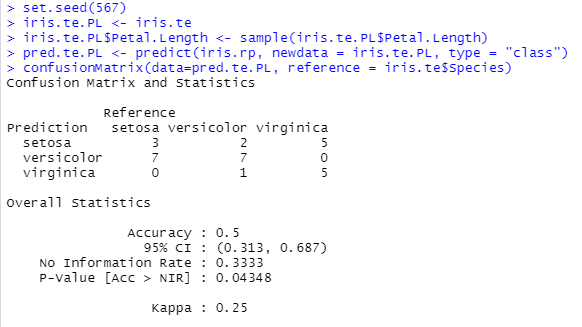 > set.seed(567)
> iris.te.PL <- iris.te
> iris.te.PL$Petal.Length <- sample(iris.te.PL$Petal.Length)
> pred.te.PL <- predict(iris.rp, newdata = iris.te.PL, type = "class")
> confusionMatrix(data=pred.te.PL, reference = iris.te$Species)
Confusion Matrix and Statistics
Reference
Prediction setosa versicolor virginica
setosa 3 2 5
versicolor 7 7 0
virginica 0 1 5
Overall Statistics
Accuracy : 0.5
95% CI : (0.313, 0.687)
No Information Rate : 0.3333
P-Value [Acc > NIR] : 0.04348
Kappa : 0.25